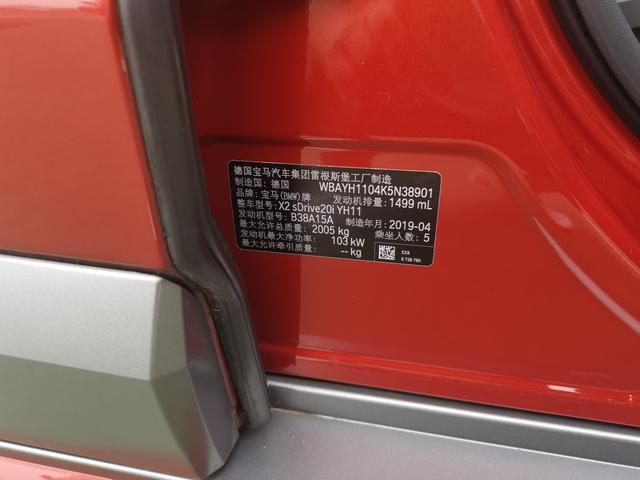 德国宝马汽车集团雷根斯堡工厂制造
制造国：德国 WBAYH1104K5N38901
品牌：宝马(BMW)牌 发动机排量：1499 mL
整车型号：X2 sDrive20i YH11
发动机型号：B38A15A 制造年月：2019-04
最大允许总质量：2005 kg 乘坐人数：5
发动机最大净功率：103 kW
最大允许牵引质量：-- kg
C1X
6 738 760